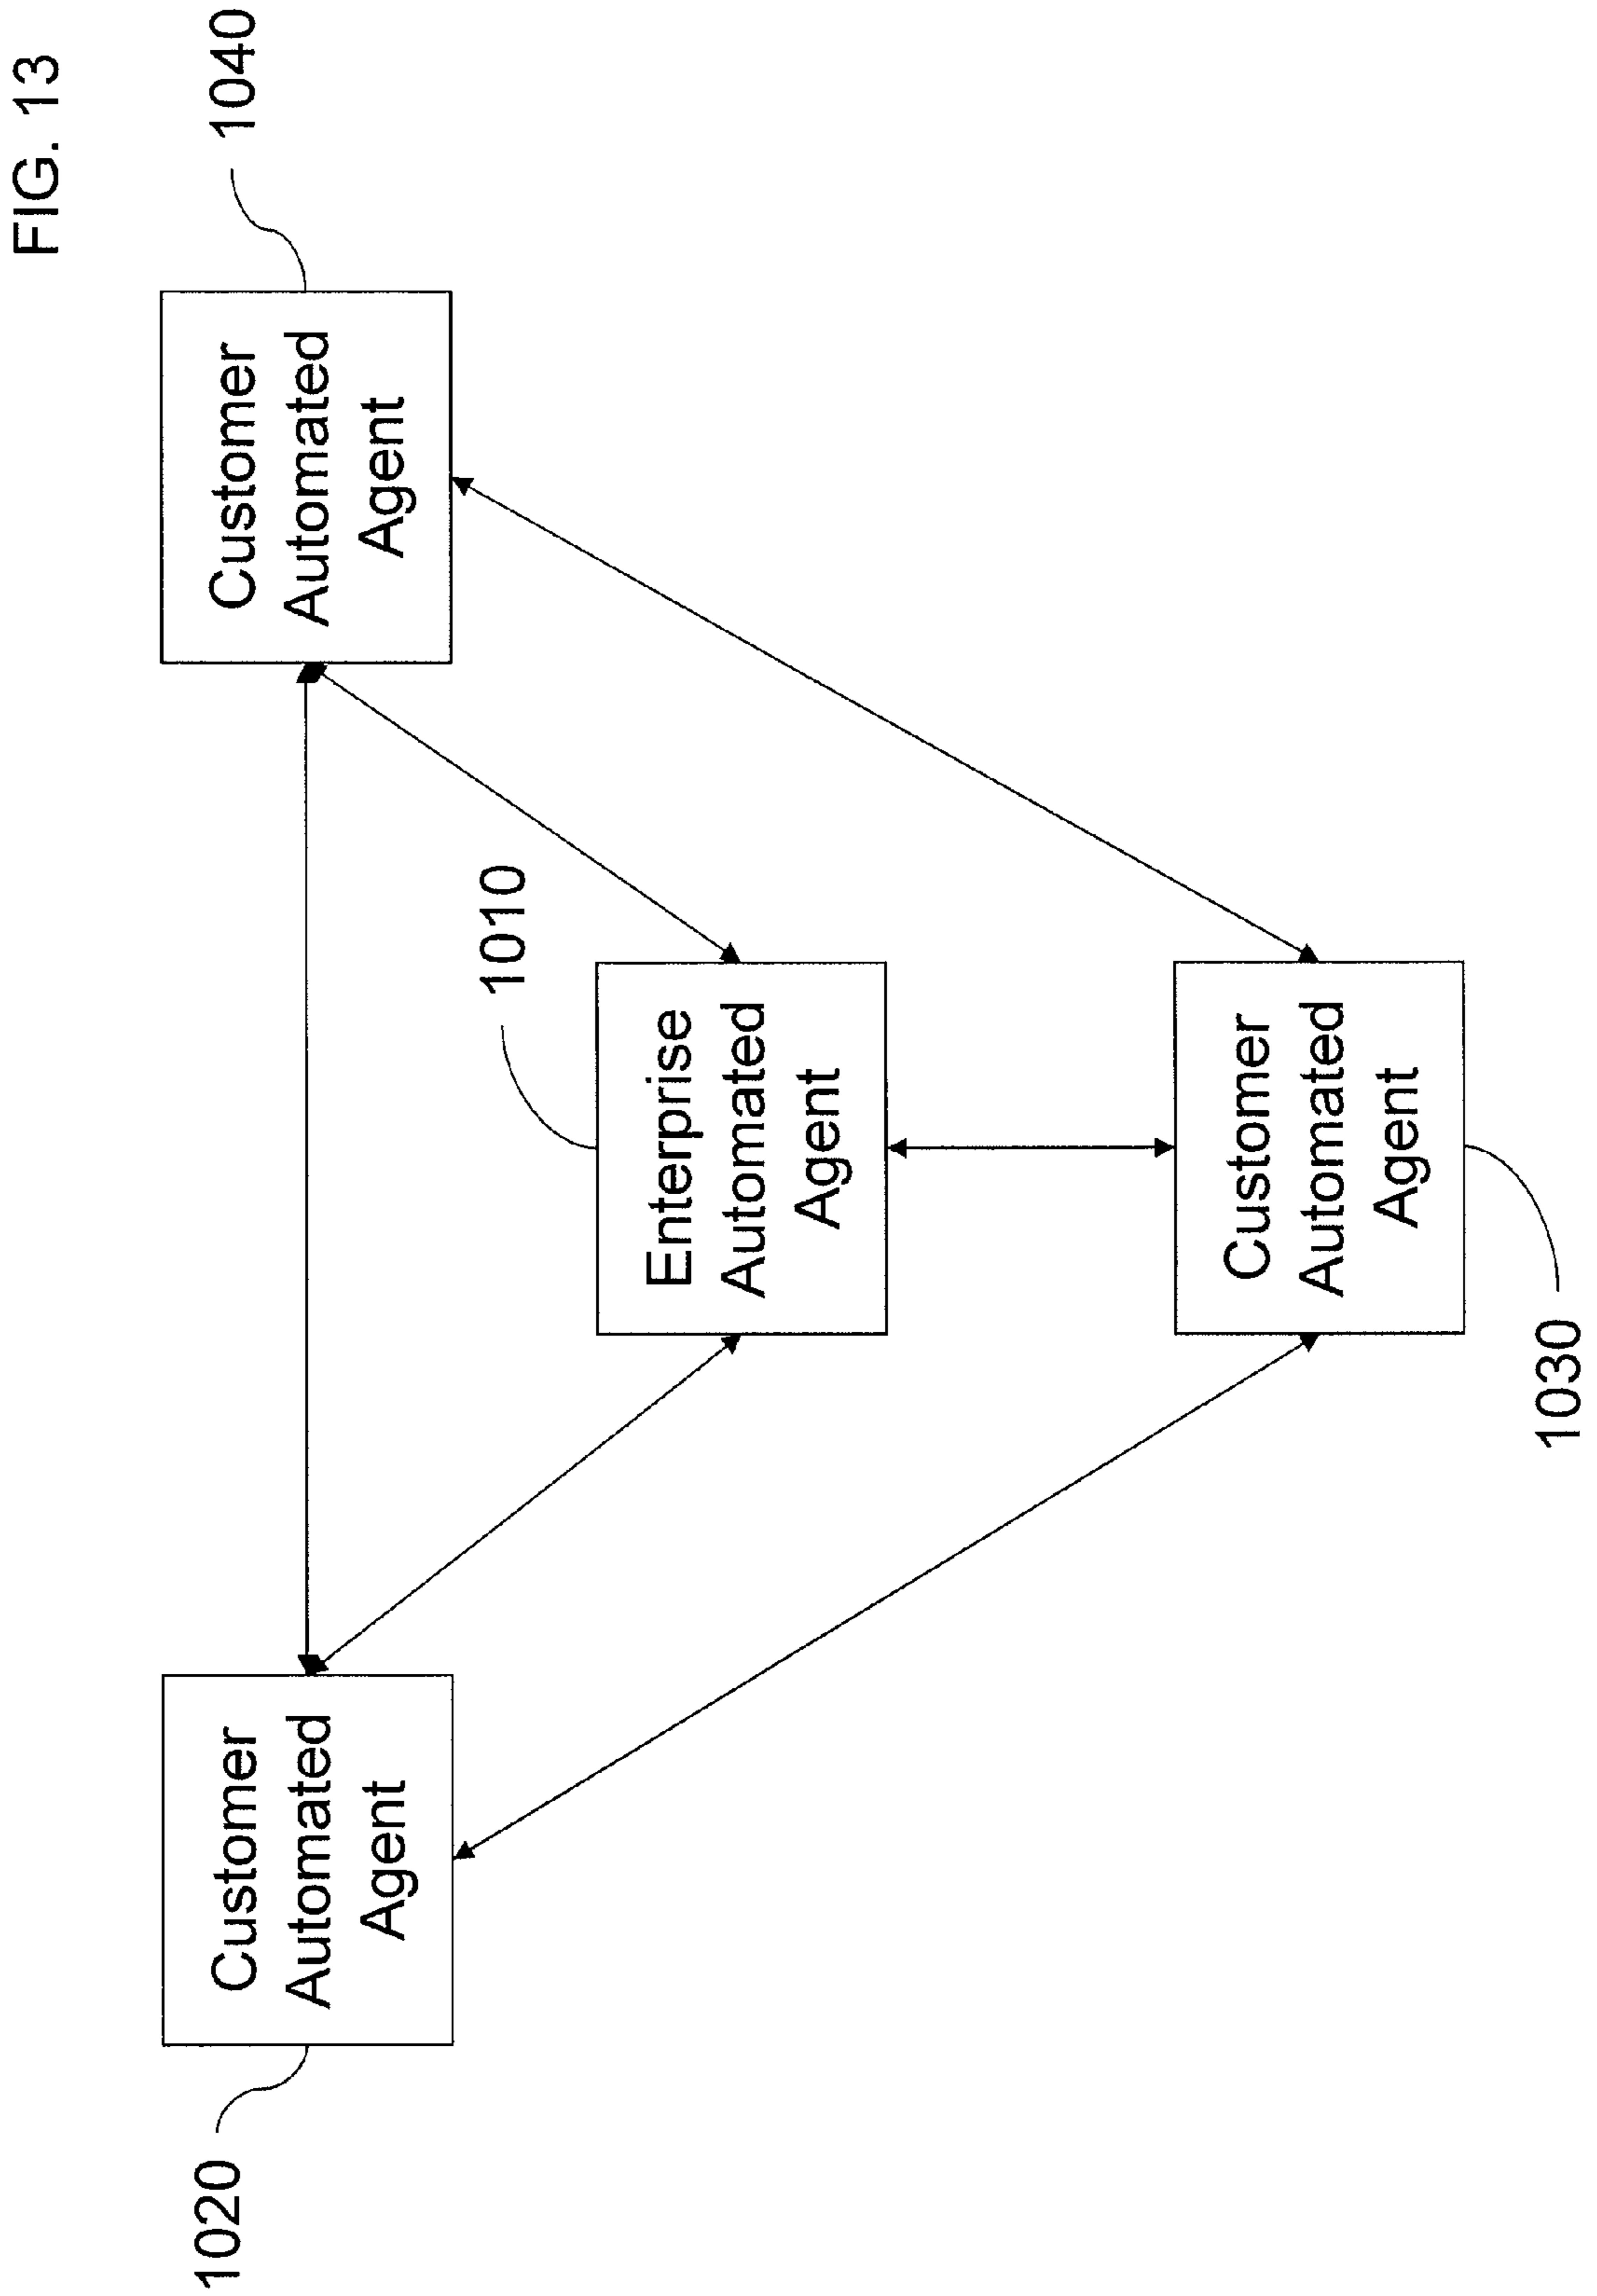 FIG. 13
1020
Customer
Automated
Agent
1040
Customer
Automated
Agent
1010
Enterprise
Automated
Agent
1030
Customer
Automated
Agent